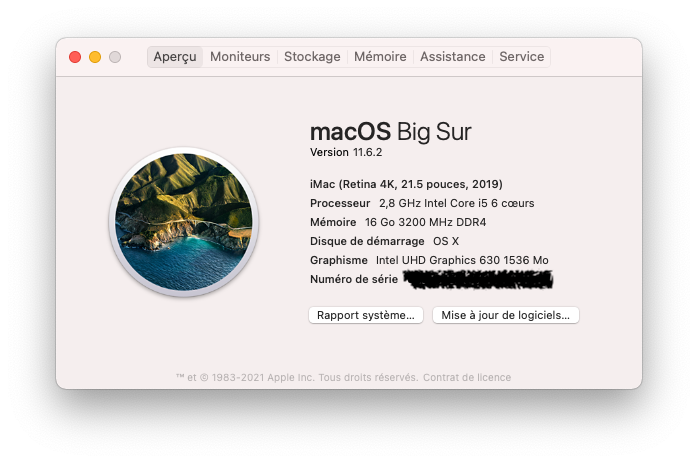 Aperçu Moniteurs Stockage Mémoire Assistance Service
macOS Big Sur
Version 11.6.2
iMac (Retina 4K, 21.5 pouces, 2019)
Processeur 2,8 GHz Intel Core i5 6 cœurs
Mémoire 16 Go 3200 MHz DDR4
Disque de démarrage OS X
Graphisme Intel UHD Graphics 630 1536 Mo
Numéro de série
Rapport système... Mise à jour de logiciels...
™ et © 1983-2021 Apple Inc. Tous droits réservés. Contrat de licence